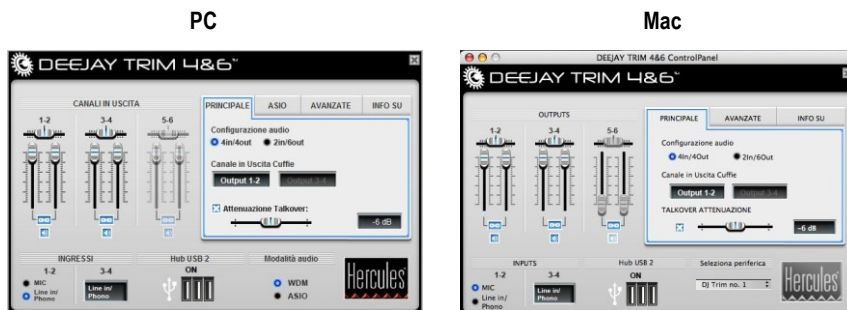 PC
DEEJAY TRIM 4&6™
CANALI IN USCITA
1-2 3-4 5-6
PRINCIPALE ASIO AVANZATE INFO SU
Configurazione audio
4in/4out 2in/6out
Canale in Uscita Cuffie
Output 1-2 Output 3-4
Attenuazione Talkover:
-6 dB
INGRESSI
1-2 3-4
MIC
Line in/
Phono
Line in/
Phono
Hub USB 2
ON
Modalità
audio
WDM
ASIO
Hercules
Mac
DEEJAY TRIM 4&6 ControlPanel
DEEJAY TRIM 4&6™
OUTPUTS
1-2 3-4 5-6
PRINCIPALE AVANZATE INFO SU
Configurazione audio
4In/4Out 2In/6Out
Canale in Uscita Cuffie
Output 1-2 Output 3-4
TALKOVER ATTENUAZIONE
-6 dB
INPUTS
1-2 3-4
MIC
Line in/
Phono
Line in/
Phono
Hub USB 2
ON
Seleziona periferica
DJ Trim no. 1
Hercules